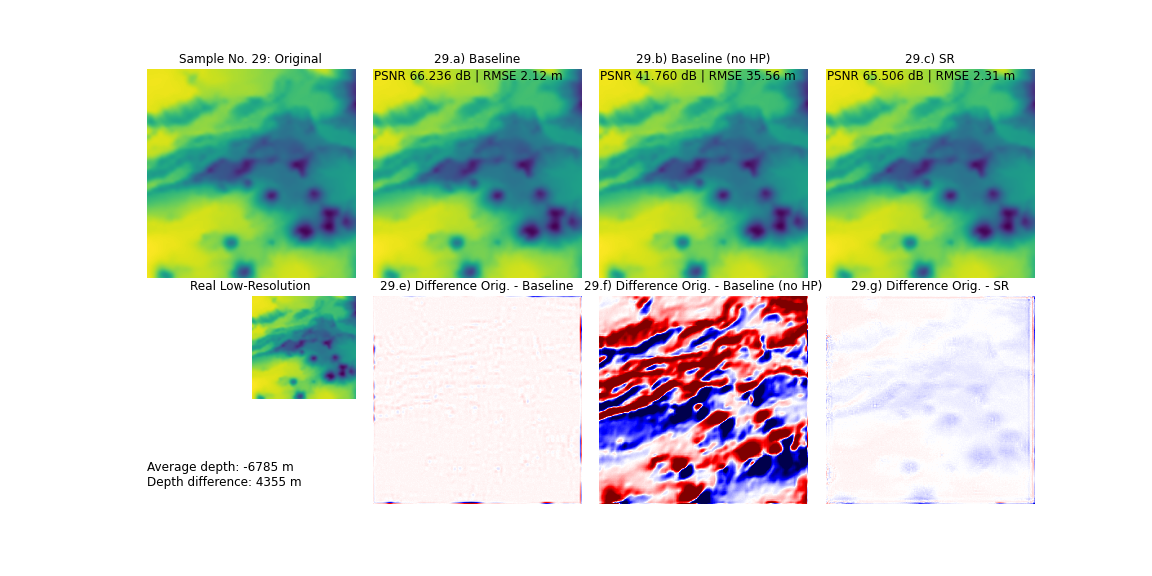 Sample No. 29: Original
29.a) Baseline
29.b) Baseline (no HP)
29.c) SR
PSNR 66.236 dB | RMSE 2.12 m
PSNR 41.760 dB | RMSE 35.56 m
PSNR 65.506 dB | RMSE 2.31 m
Real Low-Resolution
29.e) Difference Orig. - Baseline
29.f) Difference Orig. - Baseline (no HP)
29.g) Difference Orig. - SR
Average depth: -6785 m
Depth difference: 4355 m